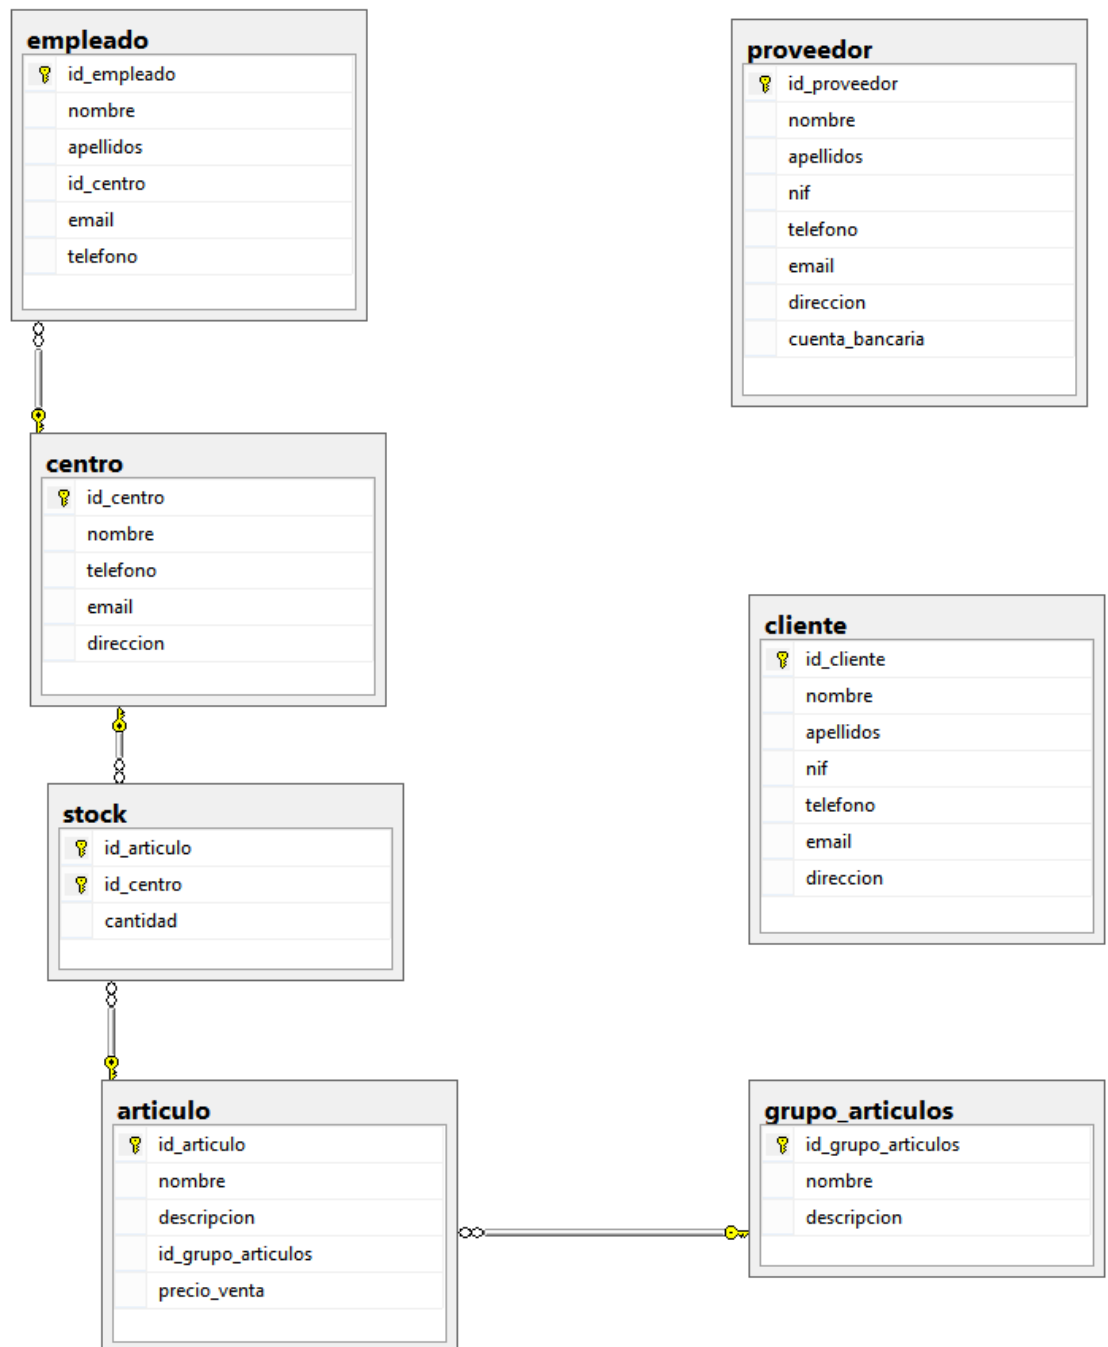 empleado
id_empleado
nombre
apellidos
id_centro
email
telefono
proveedor
id_proveedor
nombre
apellidos
nif
telefono
email
direccion
cuenta_bancaria
centro
id_centro
nombre
telefono
email
direccion
cliente
id_cliente
nombre
apellidos
nif
telefono
email
direccion
stock
id_articulo
id_centro
cantidad
articulo
id_articulo
nombre
descripcion
id_grupo_articulos
precio_venta
grupo_articulos
id_grupo_articulos
nombre
descripcion